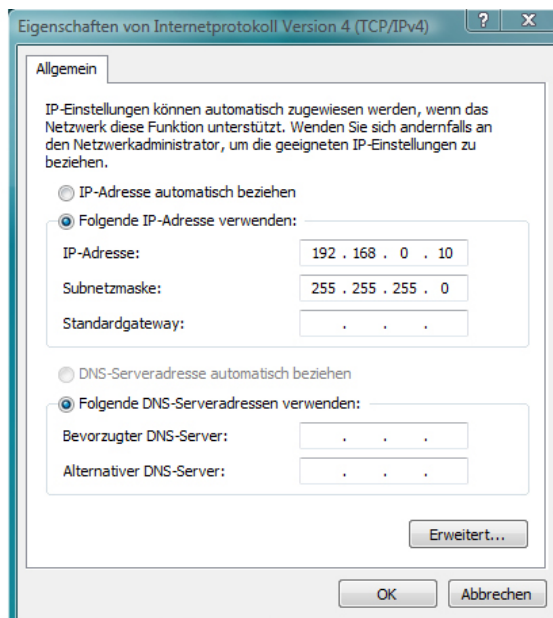 Eigenschaften von Internetprotokoll Version 4 (TCP/IPv4)
?
X
Allgemein
IP-Einstellungen können automatisch zugewiesen werden, wenn das
Netzwerk diese Funktion unterstützt. Wenden Sie sich andernfalls an
den Netzwerkadministrator, um die geeigneten IP-Einstellungen zu
beziehen.
IP-Adresse automatisch beziehen
Folgende IP-Adresse verwenden:
IP-Adresse: 192 . 168 . 0 . 10
Subnetzmaske: 255 . 255 . 255 . 0
Standardgateway: . . .
DNS-Serveradresse automatisch beziehen
Folgende DNS-Serveradressen verwenden:
Bevorzugter DNS-Server: . . .
Alternativer DNS-Server: . . .
Erweitert...
OK Abbrechen